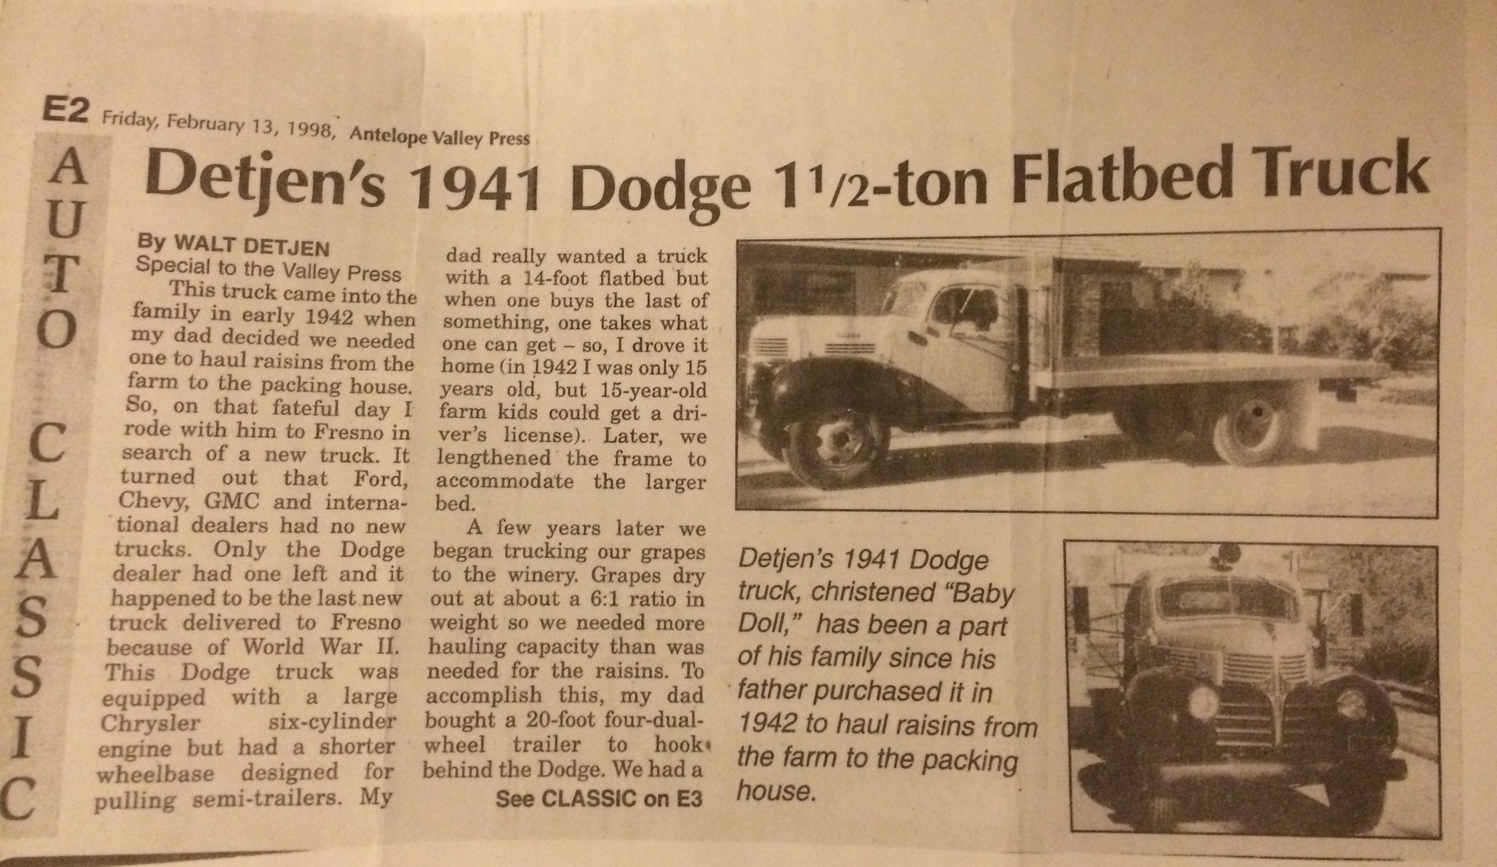 E2 Friday, February 13, 1998, Antelope Valley Press
AUTO CLASSIC
Detjen's 1941 Dodge 1 1/2-ton Flatbed Truck
By WALT DETJEN
Special to the Valley Press
This truck came into the
family in early 1942 when
my dad decided we needed
one to haul raisins from the
farm to the packing house.
So, on that fateful day I
rode with him to Fresno in
search of a new truck. It
turned out that Ford,
Chevy, GMC and interna-
tional dealers had no new
trucks. Only the Dodge
dealer had one left and it
happened to be the last new
truck delivered to Fresno
because of World War II.
This Dodge truck was
equipped with a large
Chrysler six-cylinder
engine but had a shorter
wheelbase designed for
pulling semi-trailers. My
dad really wanted a truck
with a 14-foot flatbed but
when one buys the last of
something, one takes what
one can get – so, I drove it
home (in 1942 I was only 15
years old, but 15-year-old
farm kids could get a dri-
ver's license). Later, we
lengthened the frame to
accommodate the larger
bed.
A few years later we
began trucking our grapes
to the winery. Grapes dry
out at about a 6:1 ratio in
weight so we needed more
hauling capacity than was
needed for the raisins. To
accomplish this, my dad
bought a 20-foot four-dual-
wheel trailer to hook
behind the Dodge. We had a
See CLASSIC on E3
Detjen's 1941 Dodge
truck, christened "Baby
Doll," has been a part
of his family since his
father purchased it in
1942 to haul raisins from
the farm to the packing
house.